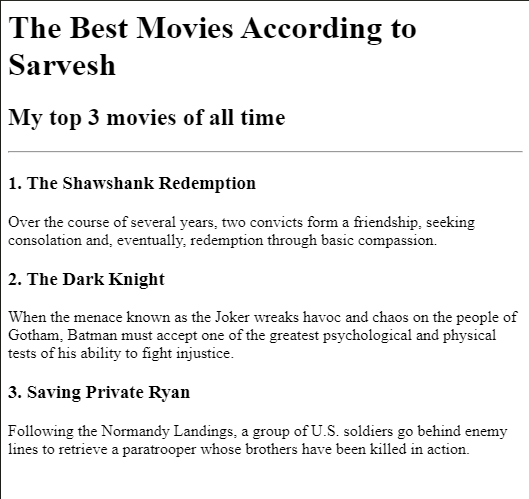 The Best Movies According to
Sarvesh
My top 3 movies of all time
1. The Shawshank Redemption
Over the course of several years, two convicts form a friendship, seeking
consolation and, eventually, redemption through basic compassion.
2. The Dark Knight
When the menace known as the Joker wreaks havoc and chaos on the people of
Gotham, Batman must accept one of the greatest psychological and physical
tests of his ability to fight injustice.
3. Saving Private Ryan
Following the Normandy Landings, a group of U.S. soldiers go behind enemy
lines to retrieve a paratrooper whose brothers have been killed in action.